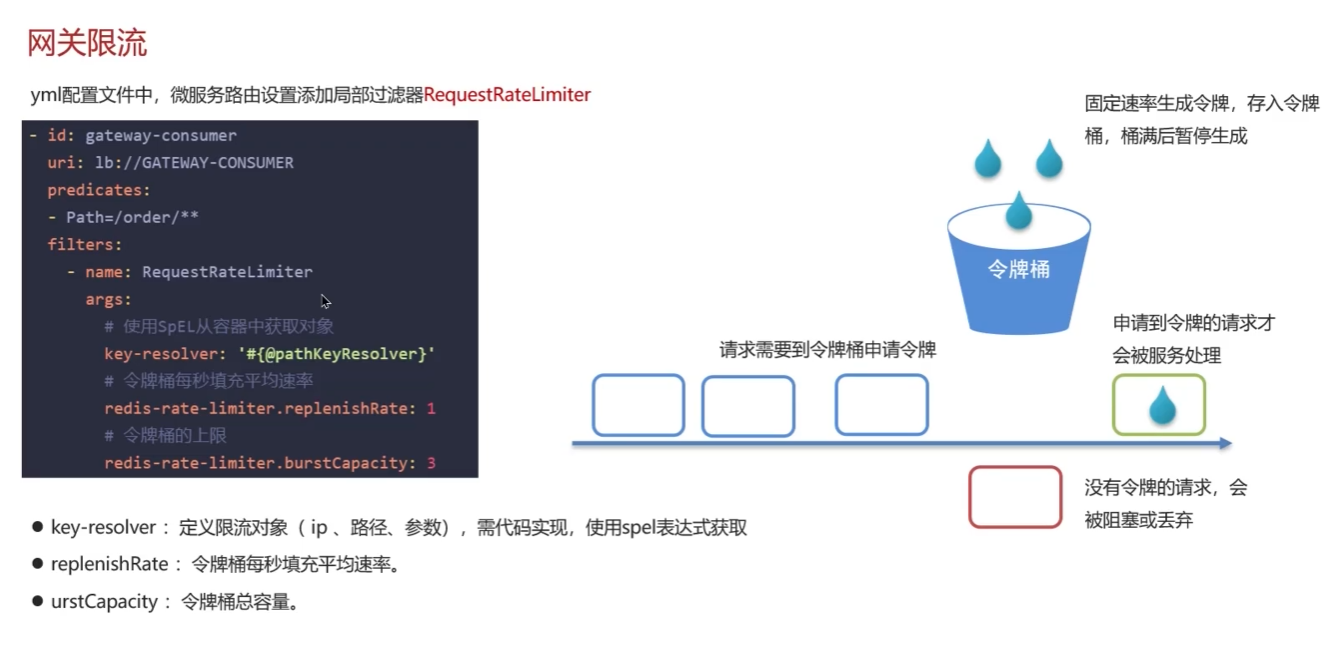 网关限流
yml配置文件中，微服务路由设置添加局部过滤器RequestRateLimiter
- id: gateway-consumer
  uri: lb://GATEWAY-CONSUMER
  predicates:
  - Path=/order/**
  filters:
    - name: RequestRateLimiter
      args:
        # 使用SpEL从容器中获取对象
        key-resolver: '#{@pathKeyResolver}'
        # 令牌桶每秒填充平均速率
        redis-rate-limiter.replenishRate: 1
        # 令牌桶的上限
        redis-rate-limiter.burstCapacity: 3
固定速率生成令牌，存入令牌
桶，桶满后暂停生成
令牌桶
请求需要到令牌桶申请令牌
申请到令牌的请求才
会被服务处理
没有令牌的请求，会
被阻塞或丢弃
● key-resolver ：定义限流对象（ ip 、路径、参数），需代码实现，使用spel表达式获取
● replenishRate ：令牌桶每秒填充平均速率。
● urstCapacity ：令牌桶总容量。